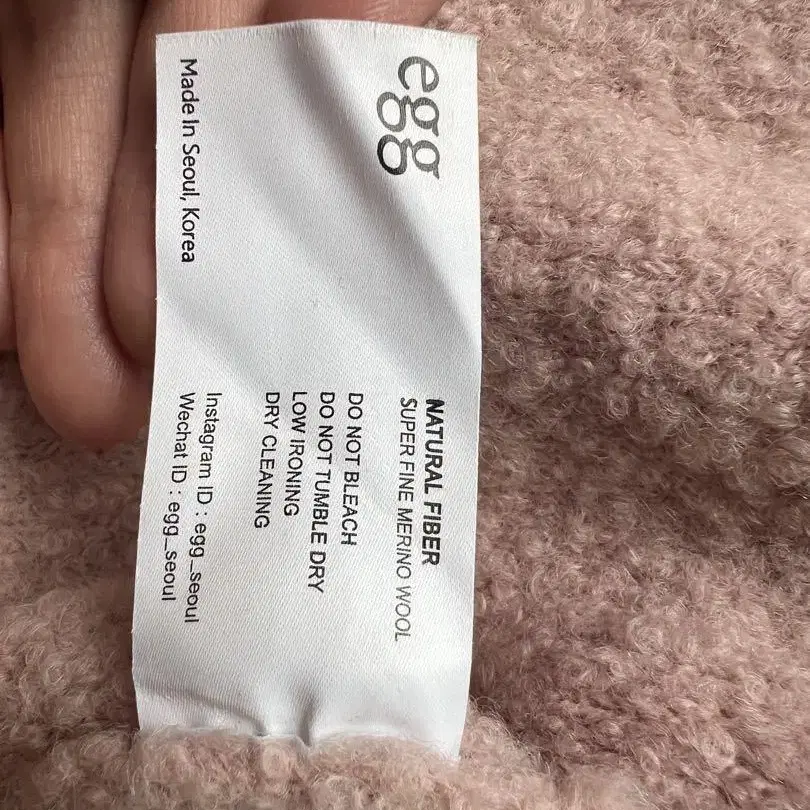 egg
NATURAL FIBER
SUPER FINE MERINO WOOL
DO NOT BLEACH
DO NOT TUMBLE DRY
LOW IRONING
DRY CLEANING
Made In Seoul, Korea
Instagram ID : egg_seoul
Wechat ID : egg_seoul